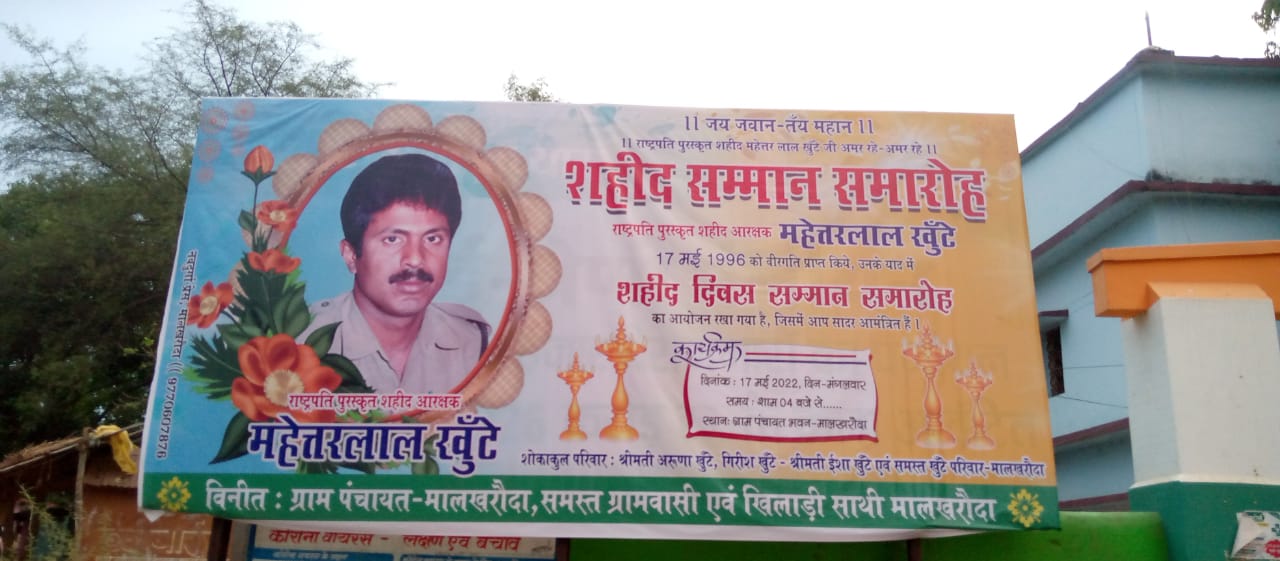 ॥ जय जवान-तँय महान ॥
॥ राष्ट्रपति पुरस्कृत शहीद महेत्तर लाल खुँटे जी अमर रहे-अमर रहे ॥
शहीद सम्मान समारोह
राष्ट्रपति पुरस्कृत शहीद आरक्षक महेत्तरलाल खुँटे
17 मई 1996 को वीरगति प्राप्त किये, उनके याद में
शहीद दिवस सम्मान समारोह
का आयोजन रखा गया है, जिसमें आप सादर आमंत्रित हैं ।
कार्यक्रम
दिनांक : 17 मई 2022, दिन-मंगलवार
समय : शाम 04 बजे से......
स्थान: ग्राम पंचायत भवन-मालखरौदा
राष्ट्रपति पुरस्कृत शहीद आरक्षक
महेत्तरलाल खुँटे
शोकाकुल परिवार : श्रीमती अरूणा खुँटे, गिरीश खुँटे - श्रीमती ईशा खुँटे एवं समस्त खुँटे परिवार-मालखरौदा
विनीत : ग्राम पंचायत-मालखरौदा, समस्त ग्रामवासी एवं खिलाड़ी साथी मालखरौदा
मालखरौदा 9770607876
कोरोना वायरस - लक्षण एवं बचाव